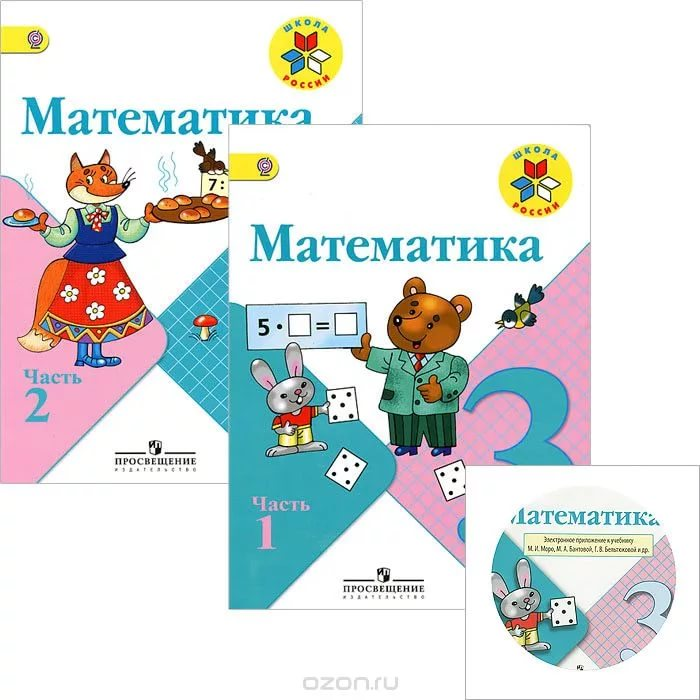 ШКОЛА
РОССИИ
Математика
7:
Часть
2
ПРОСВЕЩЕНИЕ
ИЗДАТЕЛЬСТВО
ШКОЛА
РОССИИ
Математика
5 · □ = □
3
Часть
1
ПРОСВЕЩЕНИЕ
ИЗДАТЕЛЬСТВО
Математика
Электронное приложение к учебнику
М. И. Моро, М. А. Бантовой, Г. В. Бельтюковой и др.
3
ozon.ru